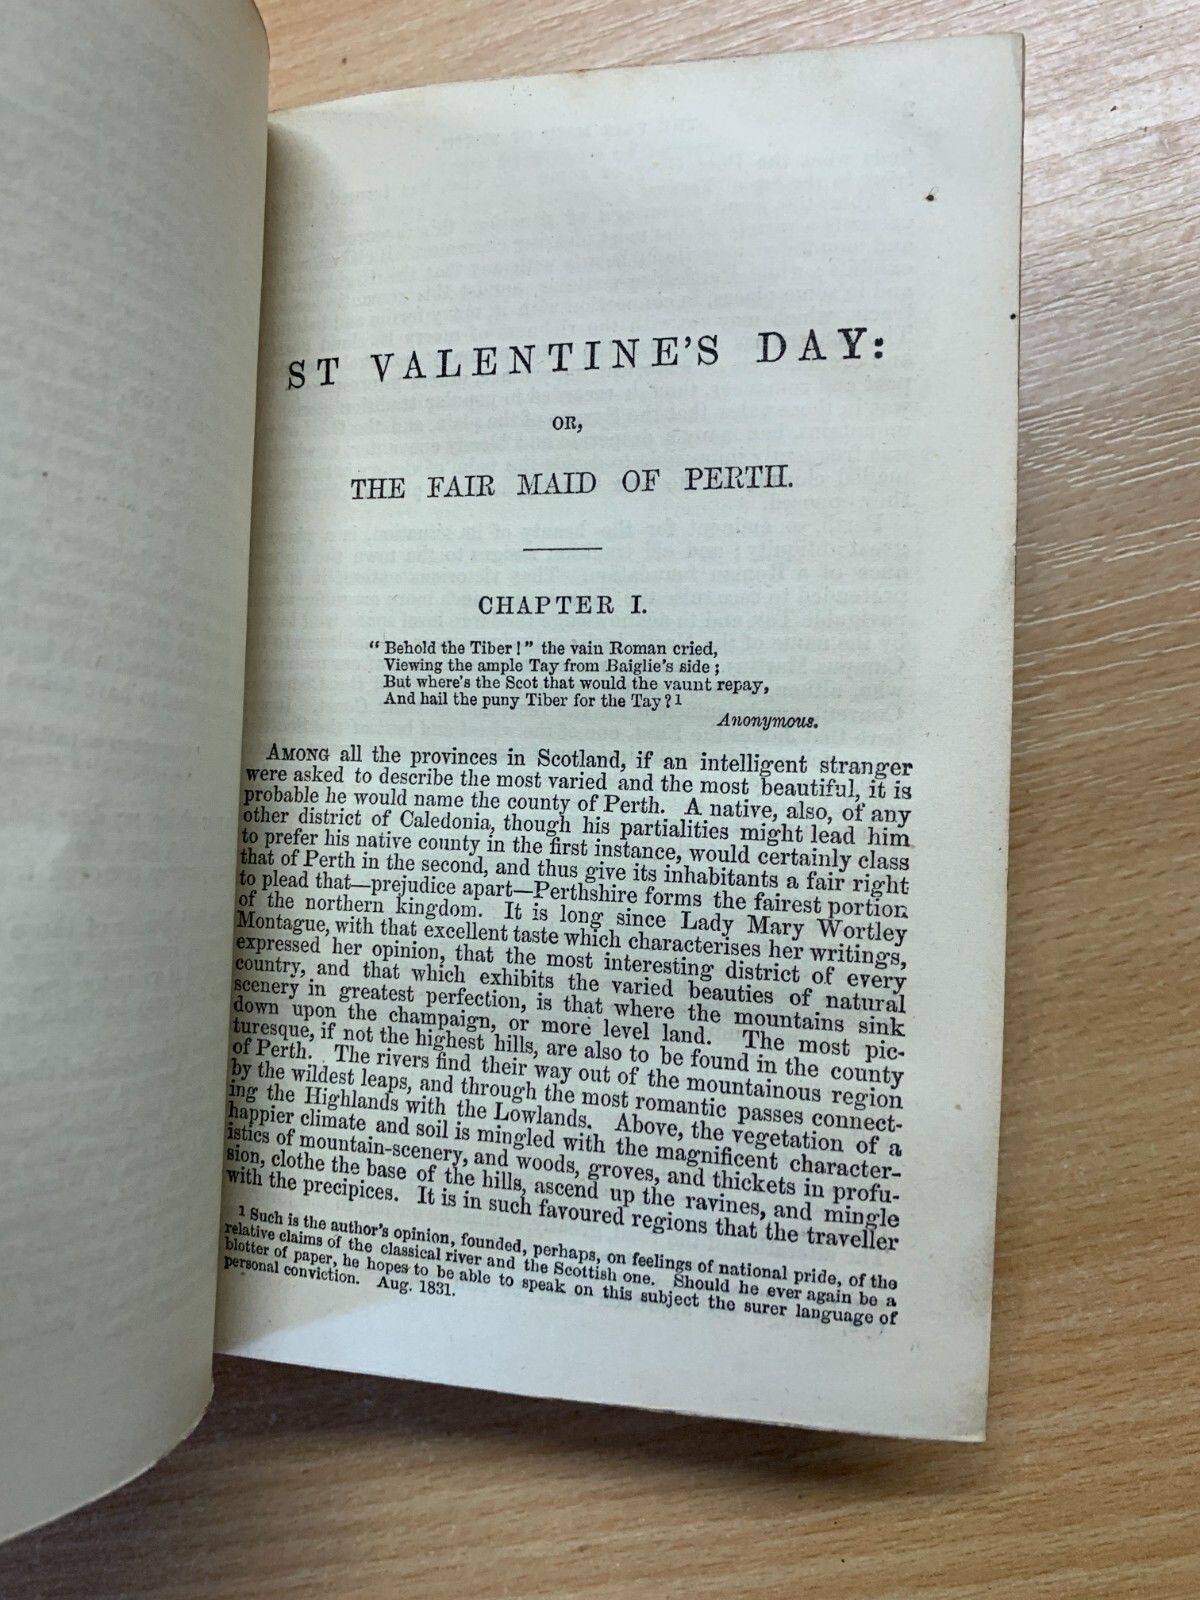 ST VALENTINE'S DAY:
OR,
THE FAIR MAID OF PERTH.
CHAPTER I.
“Behold the Tiber!” the vain Roman cried,
Viewing the ample Tay from Baiglie's side;
But where's the Scot that would the vaunt repay,
And hail the puny Tiber for the Tay?1
Anonymous.
AMONG all the provinces in Scotland, if an intelligent stranger
were asked to describe the most varied and the most beautiful, it is
probable he would name the county of Perth. A native, also, of any
other district of Caledonia, though his partialities might lead him
to prefer his native county in the first instance, would certainly class
that of Perth in the second, and thus give its inhabitants a fair right
to plead that—prejudice apart—Perthshire forms the fairest portion
of the northern kingdom. It is long since Lady Mary Wortley
Montague, with that excellent taste which characterises her writings,
expressed her opinion, that the most interesting district of every
country, and that which exhibits the varied beauties of natural
scenery in greatest perfection, is that where the mountains sink
down upon the champaign, or more level land. The most pic-
turesque, if not the highest hills, are also to be found in the county
of Perth. The rivers find their way out of the mountainous region
by the wildest leaps, and through the most romantic passes connect-
ing the Highlands with the Lowlands. Above, the vegetation of a
happier climate and soil is mingled with the magnificent character-
istics of mountain-scenery, and woods, groves, and thickets in profu-
sion, clothe the base of the hills, ascend up the ravines, and mingle
with the precipices. It is in such favoured regions that the traveller
1 Such is the author's opinion, founded, perhaps, on feelings of national pride, of the
relative claims of the classical river and the Scottish one. Should he ever again be a
blotter of paper, he hopes to be able to speak on this subject the surer language of
personal conviction. Aug. 1831.